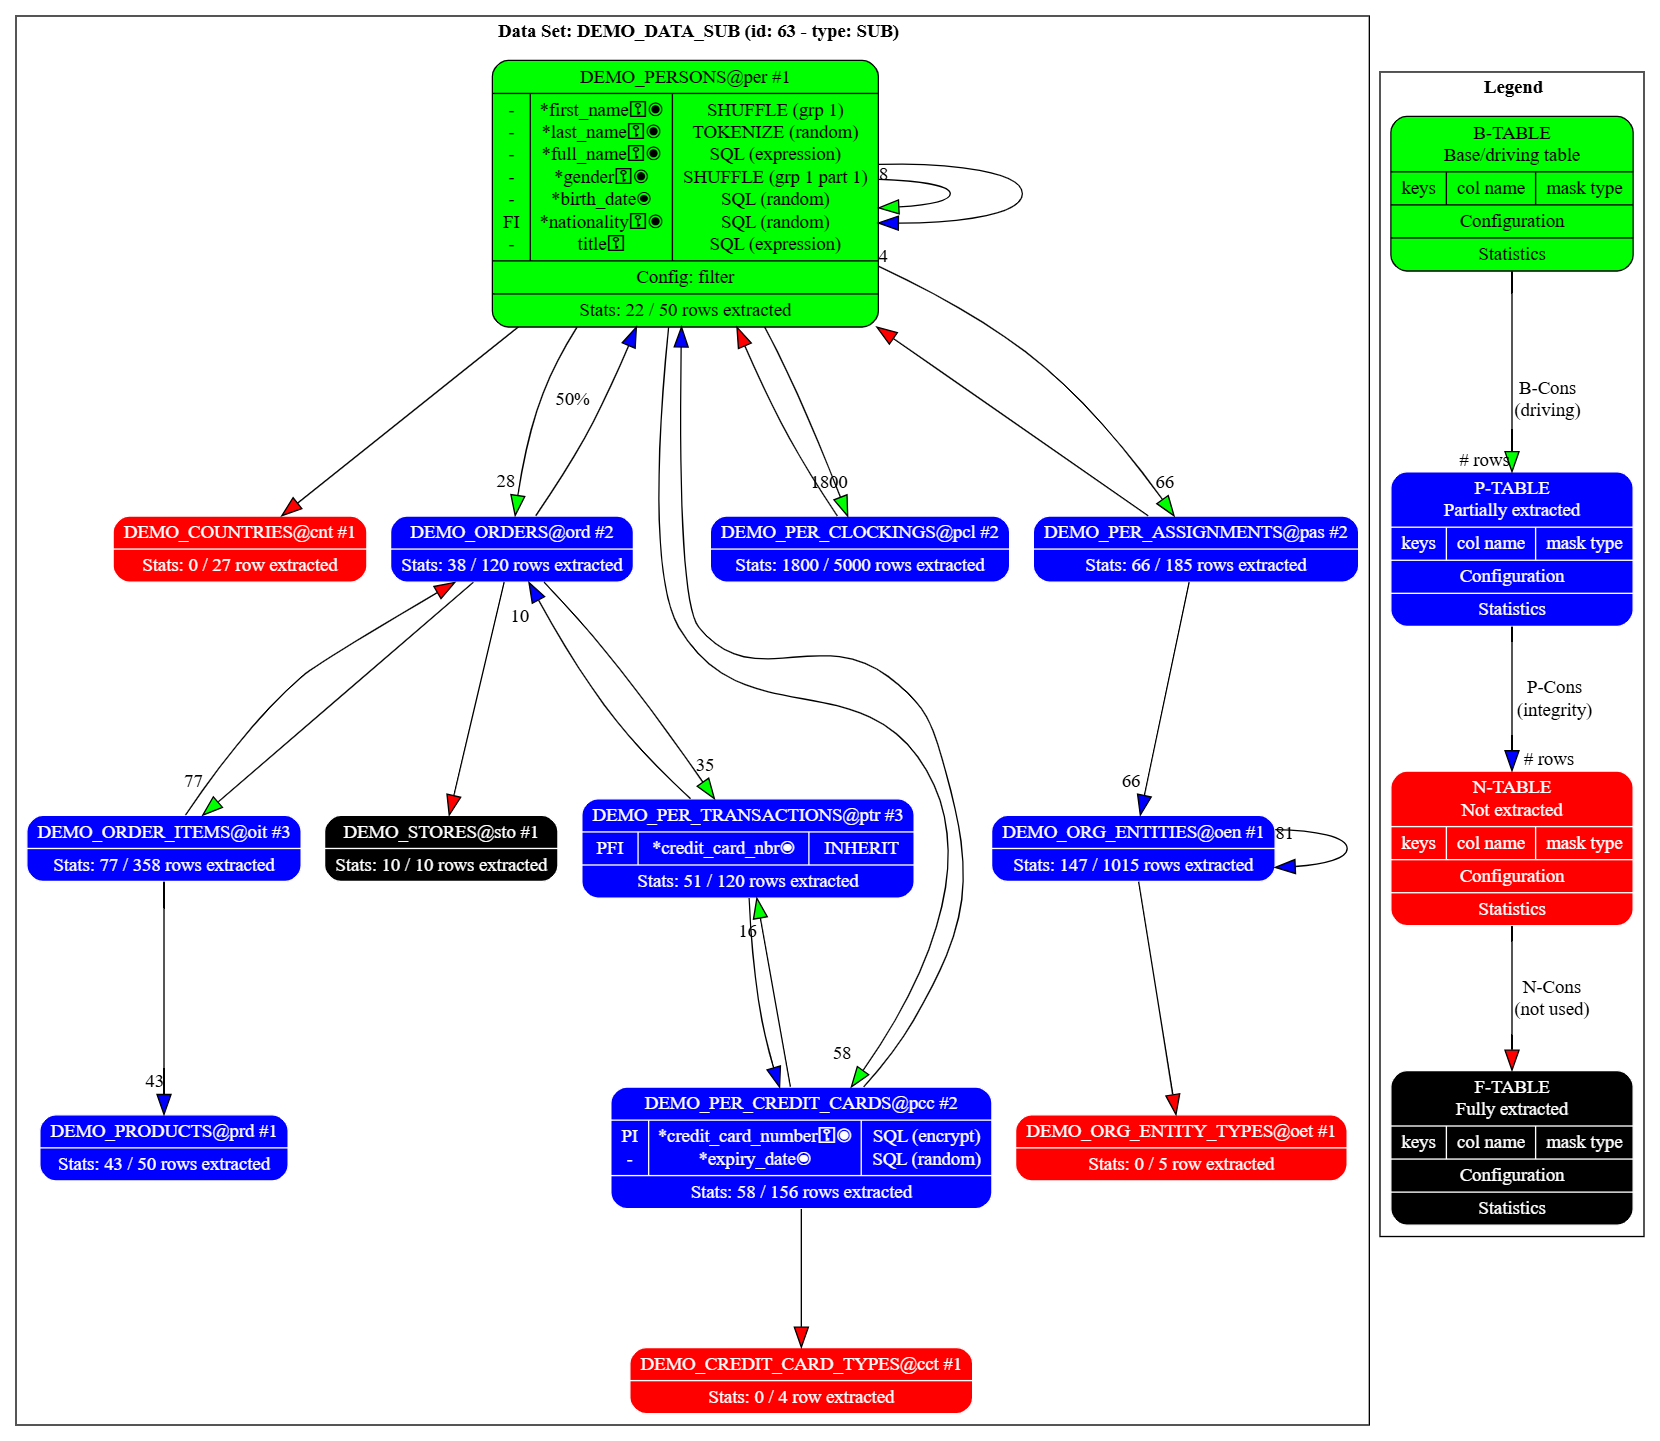 Data Set: DEMO_DATA_SUB (id: 63 - type: SUB)
DEMO_PERSONS@per #1
- *first_name⚿◉ SHUFFLE (grp 1)
- *last_name⚿◉ TOKENIZE (random)
- *full_name⚿◉ SQL (expression)
- *gender⚿◉ SHUFFLE (grp 1 part 1)
- *birth_date◉ SQL (random)
FI *nationality⚿◉ SQL (random)
- title⚿ SQL (expression)
Config: filter
Stats: 22 / 50 rows extracted
8
4
50%
28
1800
66
DEMO_COUNTRIES@cnt #1
Stats: 0 / 27 row extracted
DEMO_ORDERS@ord #2
Stats: 38 / 120 rows extracted
DEMO_PER_CLOCKINGS@pcl #2
Stats: 1800 / 5000 rows extracted
DEMO_PER_ASSIGNMENTS@pas #2
Stats: 66 / 185 rows extracted
10
77
35
66
DEMO_ORDER_ITEMS@oit #3
Stats: 77 / 358 rows extracted
DEMO_STORES@sto #1
Stats: 10 / 10 rows extracted
DEMO_PER_TRANSACTIONS@ptr #3
PFI *credit_card_nbr◉ INHERIT
Stats: 51 / 120 rows extracted
DEMO_ORG_ENTITIES@oen #1
Stats: 147 / 1015 rows extracted
81
16
58
43
DEMO_PRODUCTS@prd #1
Stats: 43 / 50 rows extracted
DEMO_PER_CREDIT_CARDS@pcc #2
PI *credit_card_number⚿◉ SQL (encrypt)
- *expiry_date◉ SQL (random)
Stats: 58 / 156 rows extracted
DEMO_ORG_ENTITY_TYPES@oet #1
Stats: 0 / 5 row extracted
DEMO_CREDIT_CARD_TYPES@cct #1
Stats: 0 / 4 row extracted
Legend
B-TABLE
Base/driving table
keys col name mask type
Configuration
Statistics
B-Cons
(driving)
# rows
P-TABLE
Partially extracted
keys col name mask type
Configuration
Statistics
P-Cons
(integrity)
# rows
N-TABLE
Not extracted
keys col name mask type
Configuration
Statistics
N-Cons
(not used)
F-TABLE
Fully extracted
keys col name mask type
Configuration
Statistics